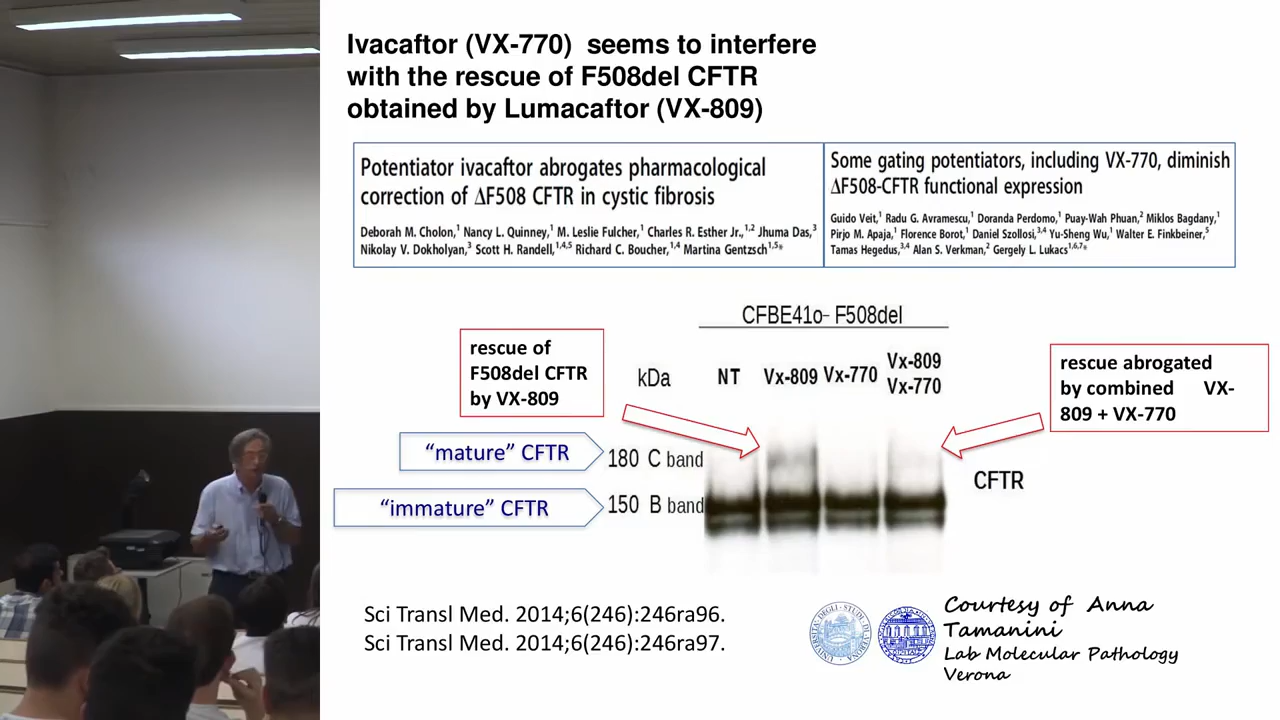 Ivacaftor (VX-770) seems to interfere
with the rescue of F508del CFTR
obtained by Lumacaftor (VX-809)
Potentiator ivacaftor abrogates pharmacological
correction of ΔF508 CFTR in cystic fibrosis
Deborah M. Cholon,¹ Nancy L. Quinney,¹ M. Leslie Fulcher,¹ Charles R. Esther Jr.,¹,² Jhuma Das,³
Nikolay V. Dokholyan,³ Scott H. Randell,¹,⁴,⁵ Richard C. Boucher,¹,⁴ Martina Gentzsch¹,⁵*
Some gating potentiators, including VX-770, diminish
ΔF508-CFTR functional expression
Guido Veit,¹ Radu G. Avramescu,¹ Doranda Perdomo,¹ Puay-Wah Phuan,² Miklos Bagdany,¹
Pirjo M. Apaja,¹ Florence Borot,¹ Daniel Szollosi,³,⁴ Yu-Sheng Wu,¹ Walter E. Finkbeiner,⁵
Tamas Hegedus,³,⁴ Alan S. Verkman,² Gergely L. Lukacs¹,⁶,⁷*
CFBE41o- F508del
rescue of
F508del CFTR
by VX-809
kDa
NT
Vx-809
Vx-770
Vx-809
Vx-770
rescue abrogated
by combined VX-
809 + VX-770
"mature" CFTR
180 C band
"immature" CFTR
150 B band
CFTR
Sci Transl Med. 2014;6(246):246ra96.
Sci Transl Med. 2014;6(246):246ra97.
Courtesy of Anna
Tamanini
Lab Molecular Pathology
Verona